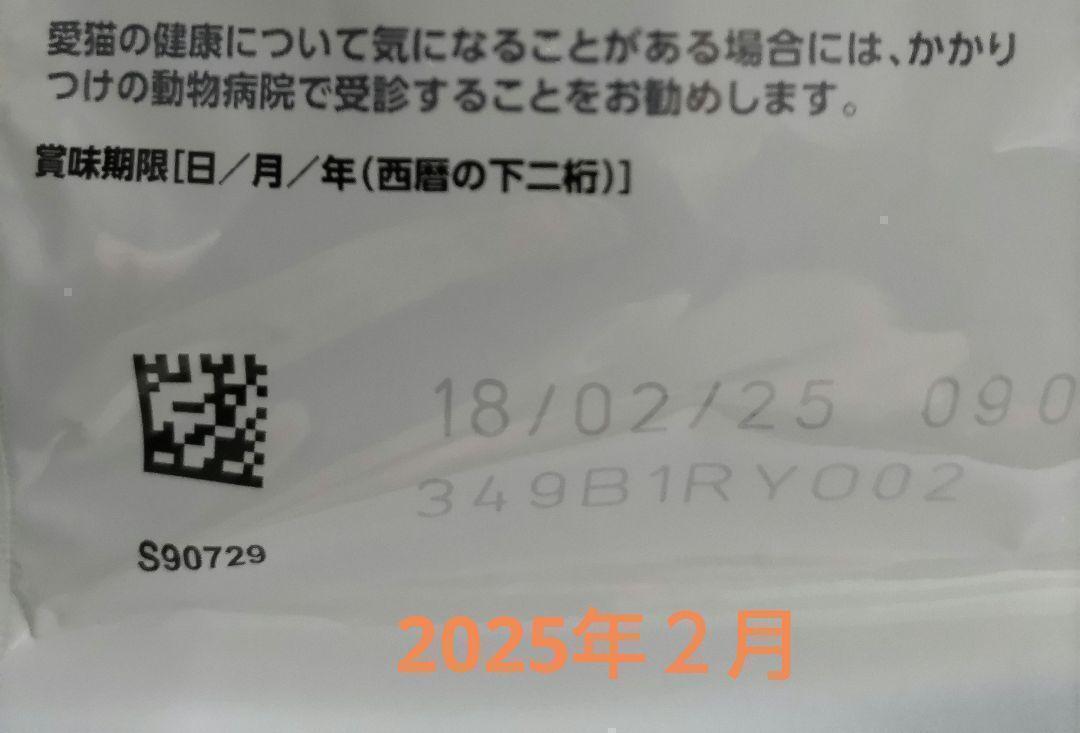 愛猫の健康について気になることがある場合には、かかり
つけの動物病院で受診することをお勧めします。
賞味期限[日／月／年(西暦の下二桁)]
18/02/25 090
349B1RYO02
S90729
2025年２月